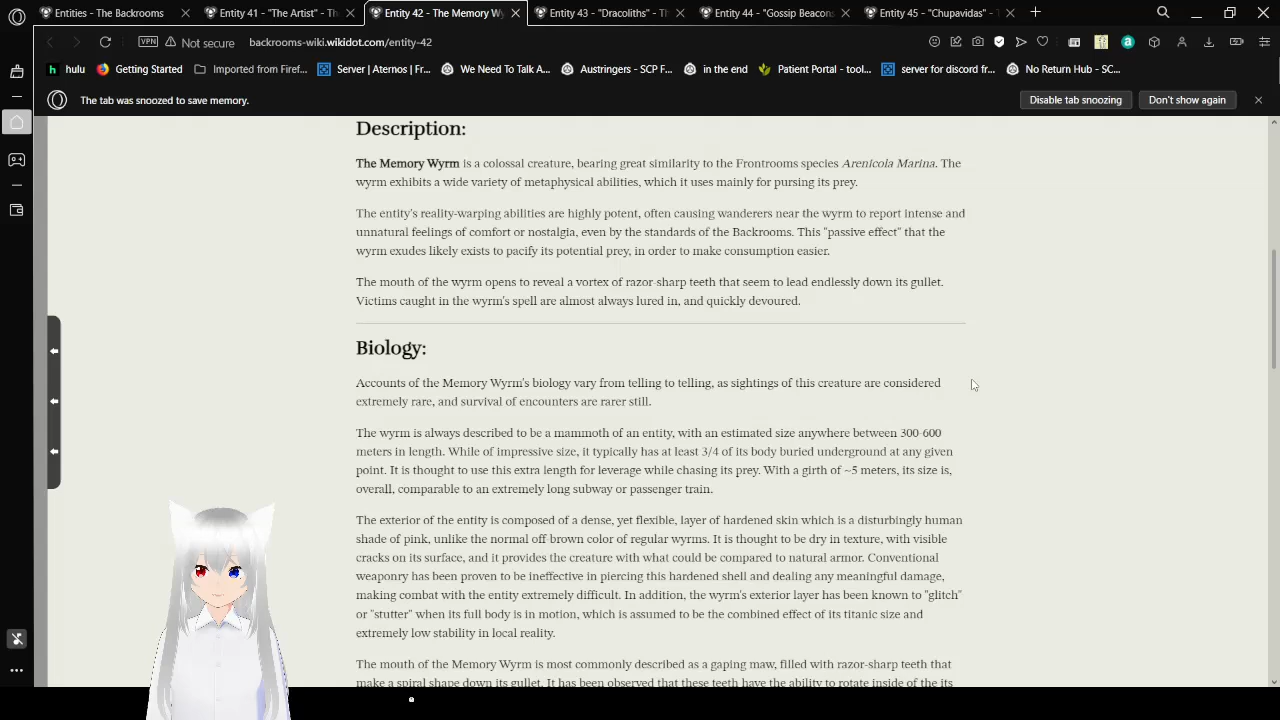 Entities - The Backrooms
Entity 41 - "The Artist" - Th
Entity 42 - The Memory Wy
Entity 43 - "Dracoliths" - Th
Entity 44 - "Gossip Beacons
Entity 45 - "Chupavidas" - T
VPN
Not secure
backrooms-wiki.wikidot.com/entity-42
hulu
Getting Started
Imported from Firef...
Server | Aternos | Fr...
We Need To Talk A...
Austringers - SCP F...
in the end
Patient Portal - tool...
server for discord fr...
No Return Hub - SC...
The tab was snoozed to save memory.
Disable tab snoozing
Don't show again
Description:
The Memory Wyrm is a colossal creature, bearing great similarity to the Frontrooms species Arenicola Marina. The
wyrm exhibits a wide variety of metaphysical abilities, which it uses mainly for pursing its prey.
The entity's reality-warping abilities are highly potent, often causing wanderers near the wyrm to report intense and
unnatural feelings of comfort or nostalgia, even by the standards of the Backrooms. This "passive effect" that the
wyrm exudes likely exists to pacify its potential prey, in order to make consumption easier.
The mouth of the wyrm opens to reveal a vortex of razor-sharp teeth that seem to lead endlessly down its gullet.
Victims caught in the wyrm's spell are almost always lured in, and quickly devoured.
Biology:
Accounts of the Memory Wyrm's biology vary from telling to telling, as sightings of this creature are considered
extremely rare, and survival of encounters are rarer still.
The wyrm is always described to be a mammoth of an entity, with an estimated size anywhere between 300-600
meters in length. While of impressive size, it typically has at least 3/4 of its body buried underground at any given
point. It is thought to use this extra length for leverage while chasing its prey. With a girth of ~5 meters, its size is,
overall, comparable to an extremely long subway or passenger train.
The exterior of the entity is composed of a dense, yet flexible, layer of hardened skin which is a disturbingly human
shade of pink, unlike the normal off-brown color of regular wyrms. It is thought to be dry in texture, with visible
cracks on its surface, and it provides the creature with what could be compared to natural armor. Conventional
weaponry has been proven to be ineffective in piercing this hardened shell and dealing any meaningful damage,
making combat with the entity extremely difficult. In addition, the wyrm's exterior layer has been known to "glitch"
or "stutter" when its full body is in motion, which is assumed to be the combined effect of its titanic size and
extremely low stability in local reality.
The mouth of the Memory Wyrm is most commonly described as a gaping maw, filled with razor-sharp teeth that
make a spiral shape down its gullet. It has been observed that these teeth have the ability to rotate inside of the its